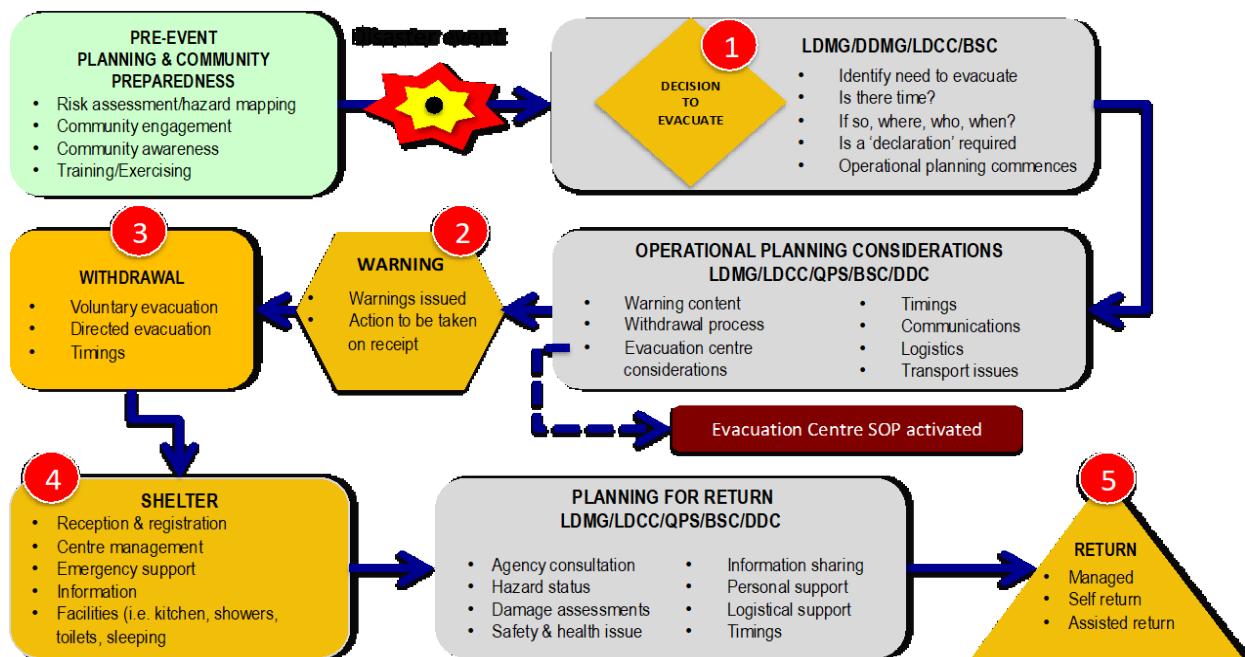 PRE-EVENT
PLANNING & COMMUNITY
PREPAREDNESS
• Risk assessment/hazard mapping
• Community engagement
• Community awareness
• Training/Exercising
Disaster event
1
DECISION
TO
EVACUATE
LDMG/DDMG/LDCC/BSC
• Identify need to evacuate
• Is there time?
• If so, where, who, when?
• Is a ‘declaration’ required
• Operational planning commences
OPERATIONAL PLANNING CONSIDERATIONS
LDMG/LDCC/QPS/BSC/DDC
• Warning content
• Withdrawal process
• Evacuation centre
considerations
• Timings
• Communications
• Logistics
• Transport issues
2
WARNING
• Warnings issued
• Action to be taken
on receipt
3
WITHDRAWAL
• Voluntary evacuation
• Directed evacuation
• Timings
Evacuation Centre SOP activated
4
SHELTER
• Reception & registration
• Centre management
• Emergency support
• Information
• Facilities (i.e. kitchen, showers,
toilets, sleeping
PLANNING FOR RETURN
LDMG/LDCC/QPS/BSC/DDC
• Agency consultation
• Hazard status
• Damage assessments
• Safety & health issue
• Information sharing
• Personal support
• Logistical support
• Timings
5
RETURN
• Managed
• Self return
• Assisted return